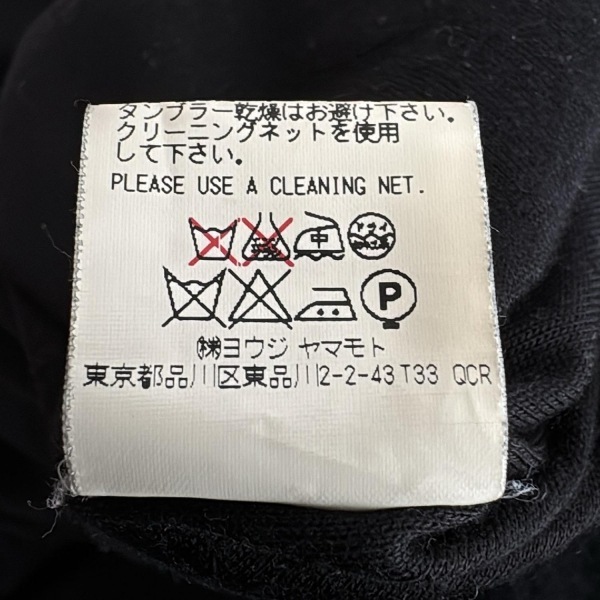 タンブラー乾燥はお避け下さい。
クリーニングネットを使用
して下さい。
PLEASE USE A CLEANING NET.
中 ドライ
P
㈱ヨウジ ヤマモト
東京都品川区東品川2-2-43 T33 QCR